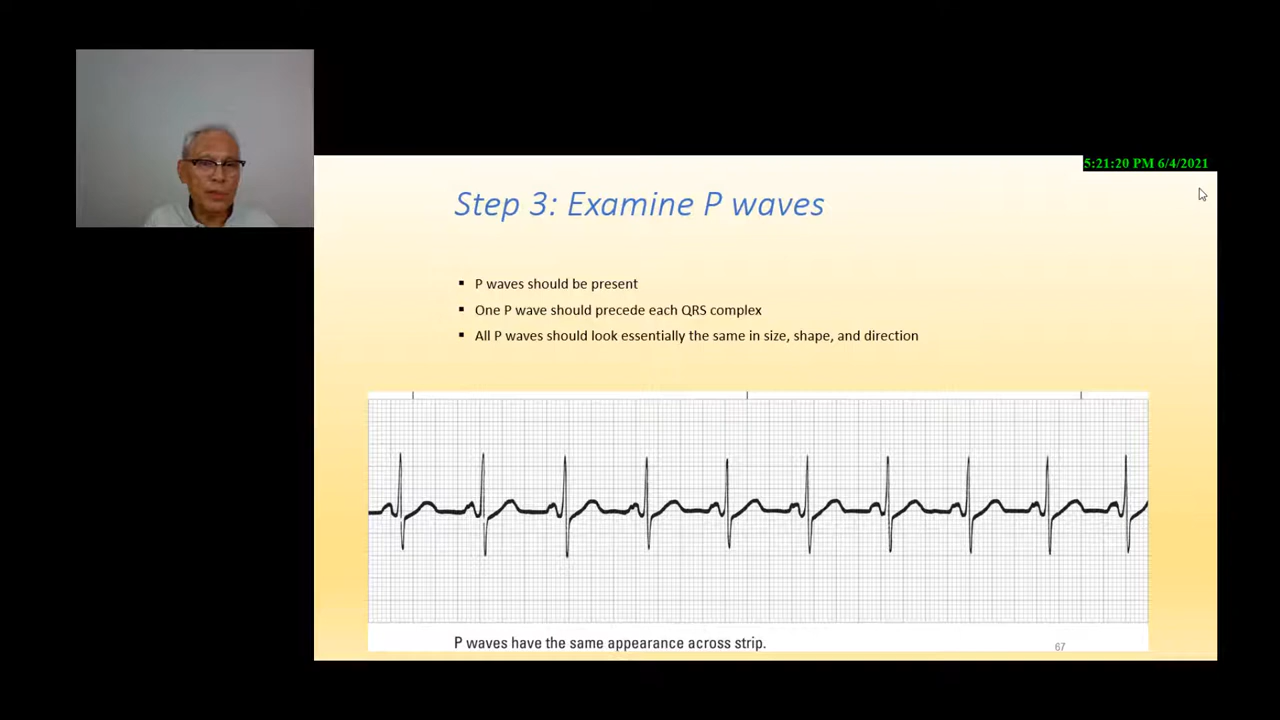 5:21:20 PM 6/4/2021
Step 3: Examine P waves
▪ P waves should be present
▪ One P wave should precede each QRS complex
▪ All P waves should look essentially the same in size, shape, and direction
P waves have the same appearance across strip.
67